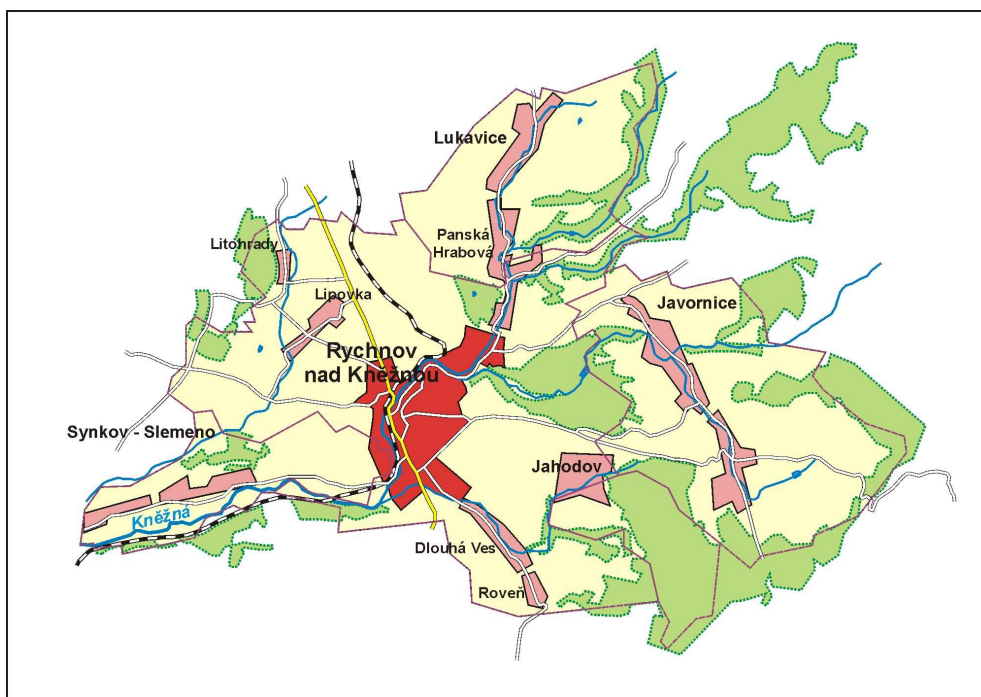 Lukavice
Panská
Hrabová
Litohrady
Lipovka
Javornice
Rychnov
nad Kněžnou
Synkov - Slemeno
Jahodov
Kněžná
Dlouhá Ves
Roveň